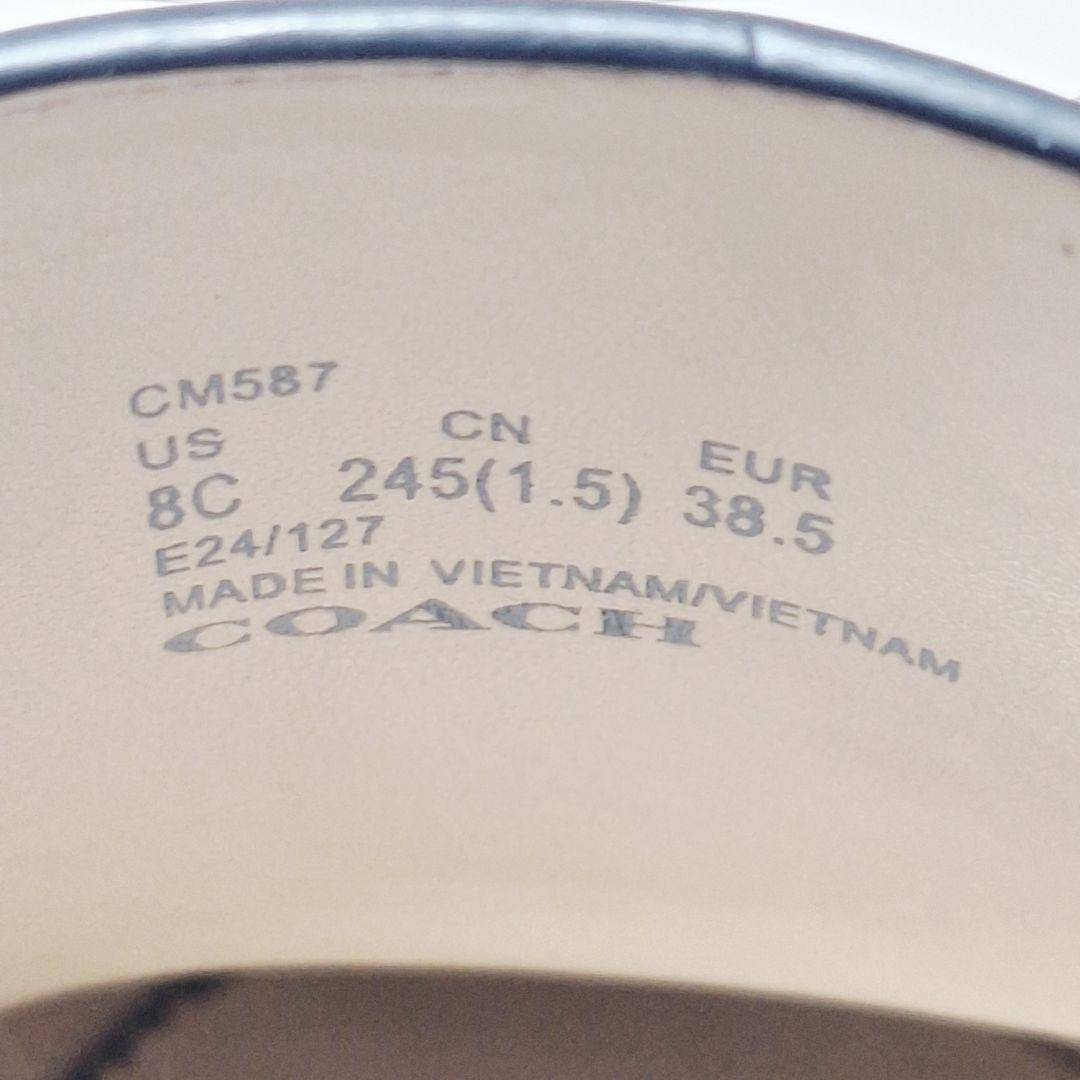 CM587
US CN EUR
8C 245(1.5) 38.5
E24/127
MADE IN VIETNAM/VIETNAM
COACH